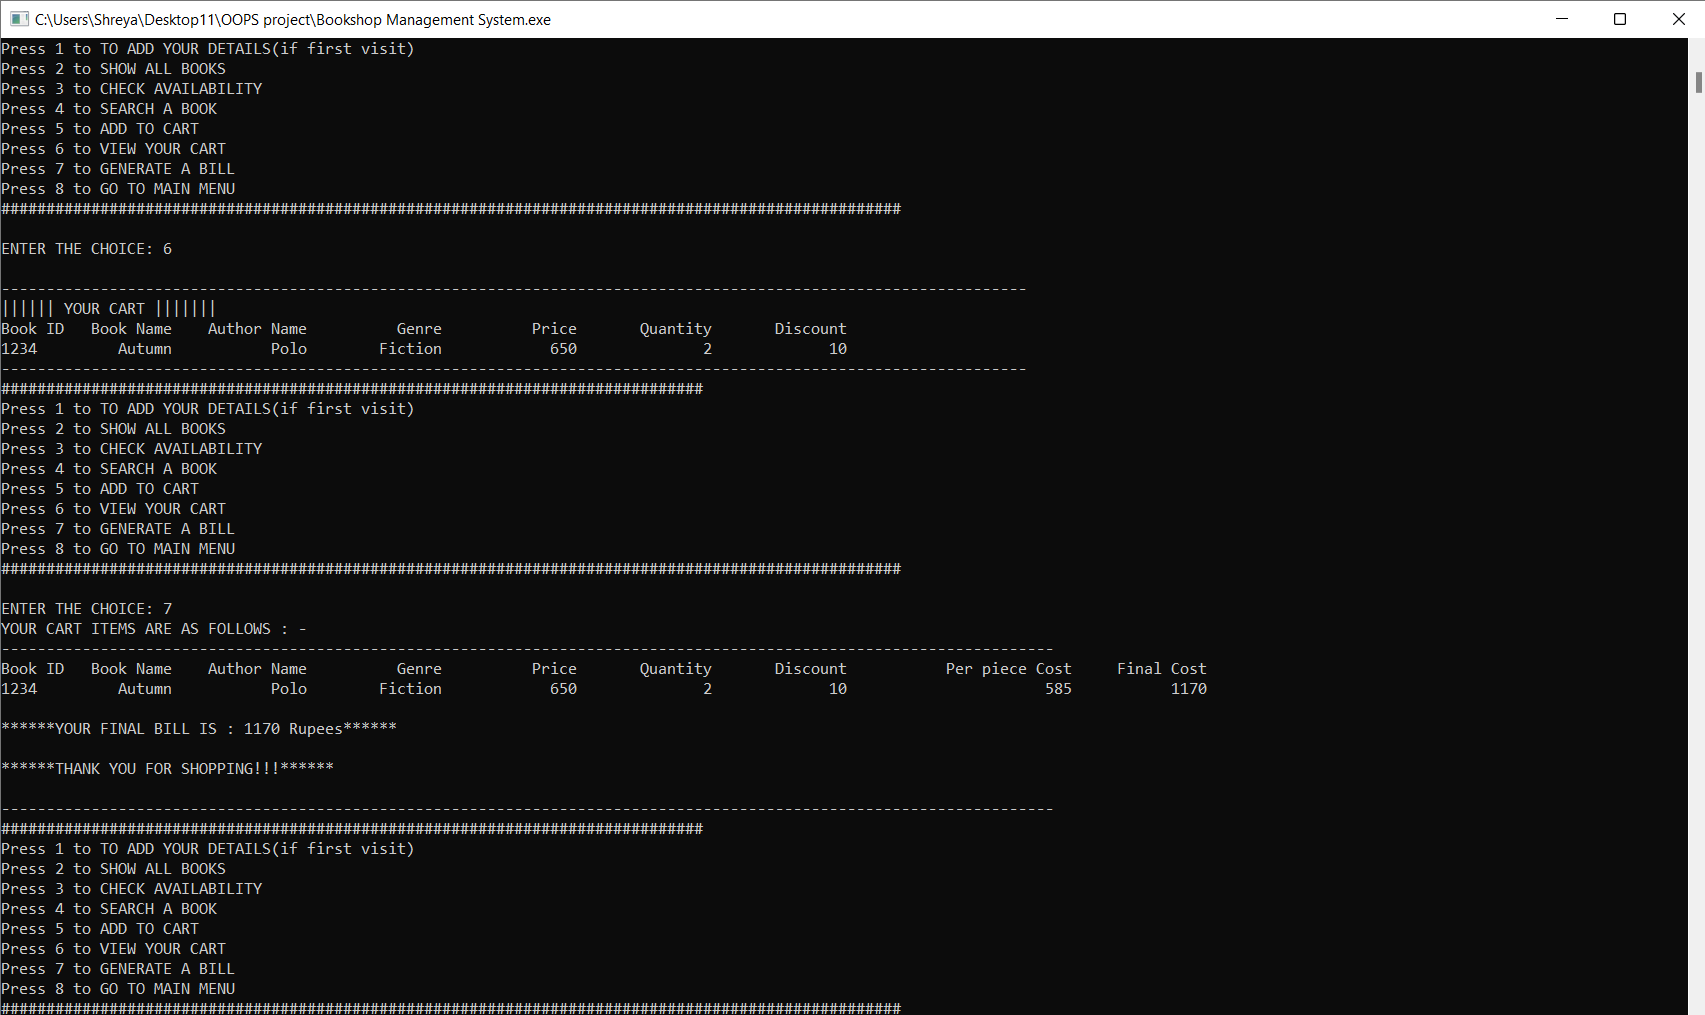 C:\Users\Shreya\Desktop11\OOPS project\Bookshop Management System.exe
Press 1 to TO ADD YOUR DETAILS(if first visit)
Press 2 to SHOW ALL BOOKS
Press 3 to CHECK AVAILABILITY
Press 4 to SEARCH A BOOK
Press 5 to ADD TO CART
Press 6 to VIEW YOUR CART
Press 7 to GENERATE A BILL
Press 8 to GO TO MAIN MENU
####################################################################################################
ENTER THE CHOICE: 6
------------------------------------------------------------------------------------------------------------------
|||||| YOUR CART |||||||
Book ID   Book Name    Author Name          Genre          Price       Quantity       Discount
1234         Autumn           Polo        Fiction            650              2             10
------------------------------------------------------------------------------------------------------------------
##############################################################################
Press 1 to TO ADD YOUR DETAILS(if first visit)
Press 2 to SHOW ALL BOOKS
Press 3 to CHECK AVAILABILITY
Press 4 to SEARCH A BOOK
Press 5 to ADD TO CART
Press 6 to VIEW YOUR CART
Press 7 to GENERATE A BILL
Press 8 to GO TO MAIN MENU
####################################################################################################
ENTER THE CHOICE: 7
YOUR CART ITEMS ARE AS FOLLOWS : -
---------------------------------------------------------------------------------------------------------------------
Book ID   Book Name    Author Name          Genre          Price       Quantity       Discount           Per piece Cost     Final Cost
1234         Autumn           Polo        Fiction            650              2             10                      585           1170
******YOUR FINAL BILL IS : 1170 Rupees******
******THANK YOU FOR SHOPPING!!!******
---------------------------------------------------------------------------------------------------------------------
##############################################################################
Press 1 to TO ADD YOUR DETAILS(if first visit)
Press 2 to SHOW ALL BOOKS
Press 3 to CHECK AVAILABILITY
Press 4 to SEARCH A BOOK
Press 5 to ADD TO CART
Press 6 to VIEW YOUR CART
Press 7 to GENERATE A BILL
Press 8 to GO TO MAIN MENU
####################################################################################################